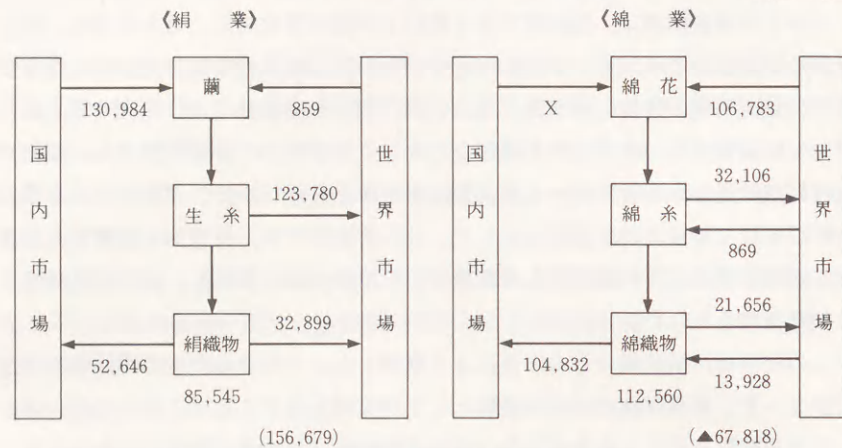 《絹　業》
国内市場
世界市場
繭
130,984
859
生糸
123,780
絹織物
52,646
32,899
85,545
(156,679)
《綿　業》
国内市場
世界市場
綿花
X
106,783
綿糸
32,106
869
綿織物
104,832
21,656
13,928
112,560
(▲67,818)